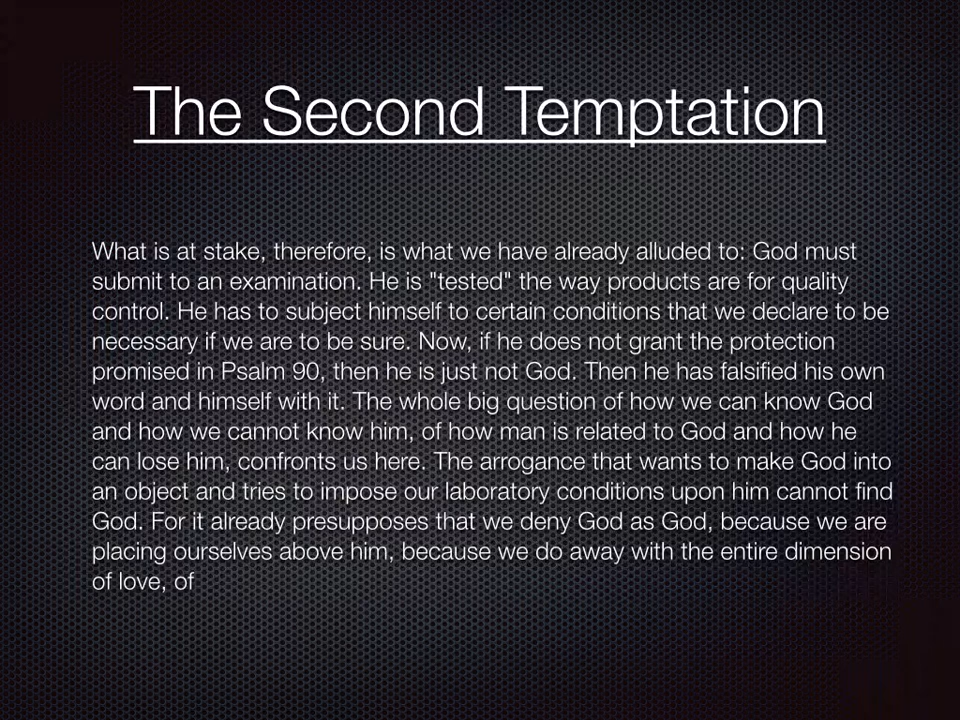 The Second Temptation
What is at stake, therefore, is what we have already alluded to: God must
submit to an examination. He is "tested" the way products are for quality
control. He has to subject himself to certain conditions that we declare to be
necessary if we are to be sure. Now, if he does not grant the protection
promised in Psalm 90, then he is just not God. Then he has falsified his own
word and himself with it. The whole big question of how we can know God
and how we cannot know him, of how man is related to God and how he
can lose him, confronts us here. The arrogance that wants to make God into
an object and tries to impose our laboratory conditions upon him cannot find
God. For it already presupposes that we deny God as God, because we are
placing ourselves above him, because we do away with the entire dimension
of love, of